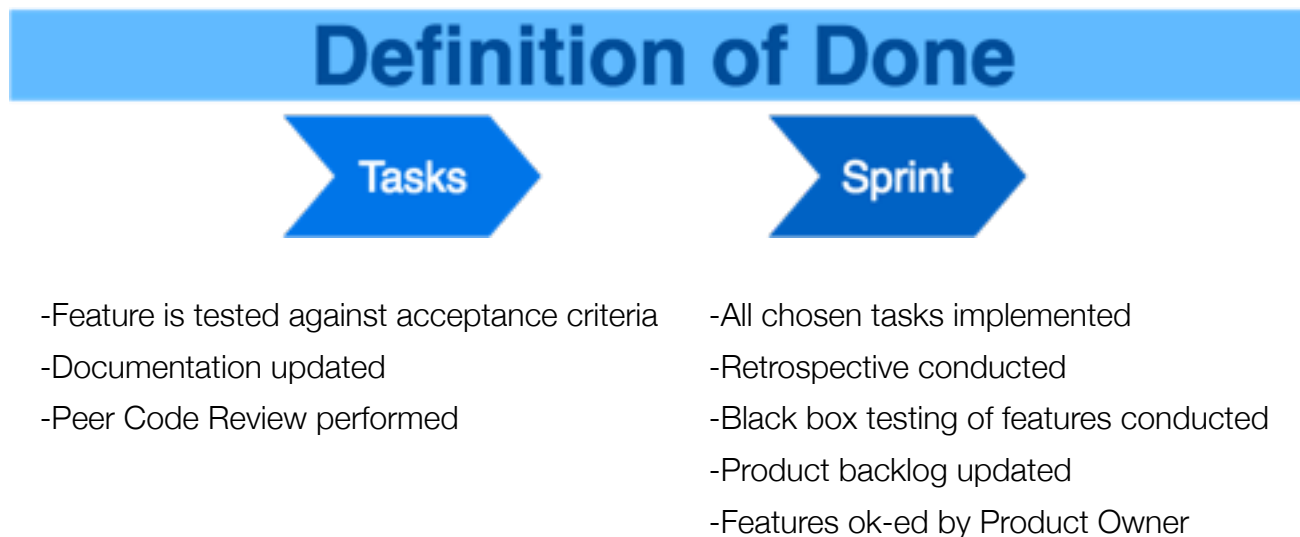 Definition of Done
Tasks
Sprint
-Feature is tested against acceptance criteria
-Documentation updated
-Peer Code Review performed
-All chosen tasks implemented
-Retrospective conducted
-Black box testing of features conducted
-Product backlog updated
-Features ok-ed by Product Owner